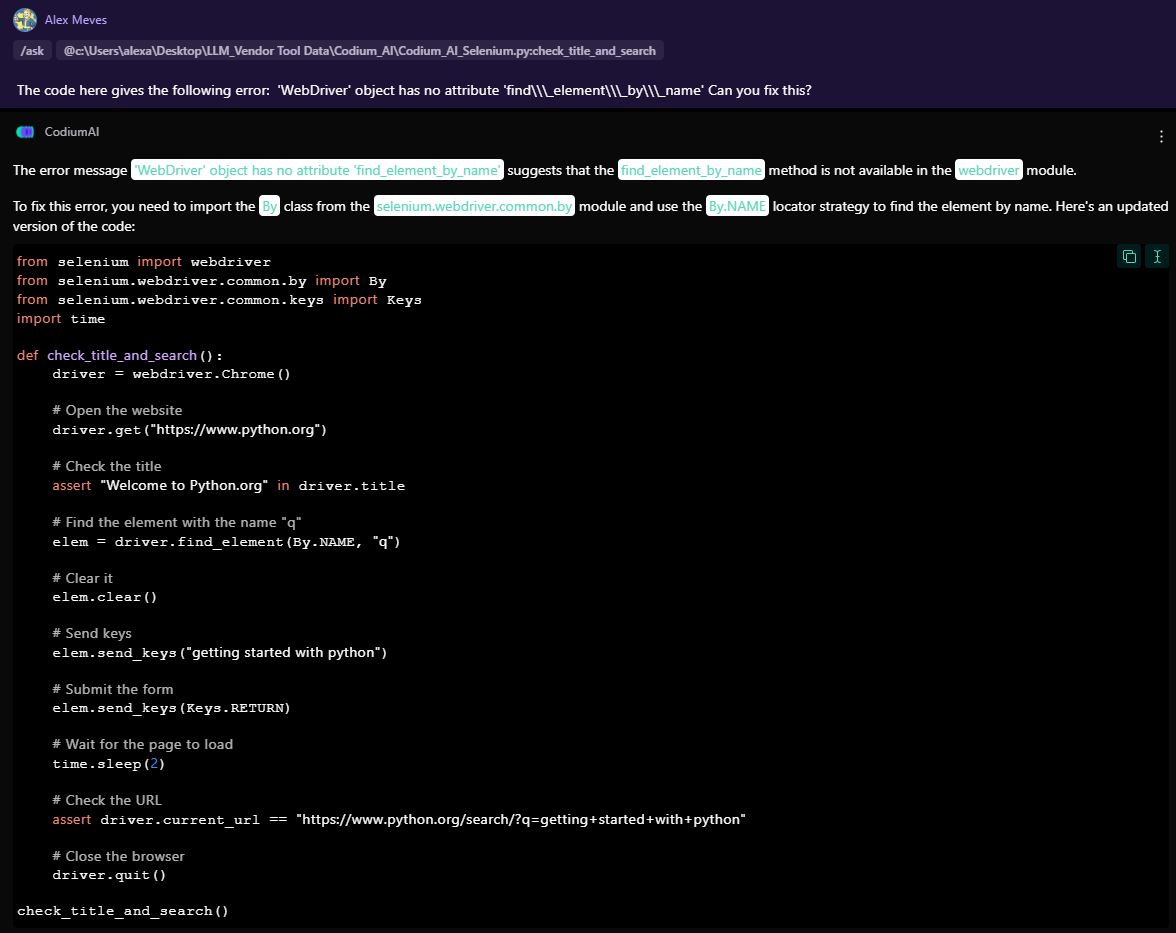 Alex Meves
/ask @c:\Users\alexa\Desktop\LLM_Vendor Tool Data\Codium_AI\Codium_AI_Selenium.py:check_title_and_search
The code here gives the following error:  'WebDriver' object has no attribute 'find\\\_element\\\_by\\\_name' Can you fix this?
CodiumAI
The error message 'WebDriver' object has no attribute 'find_element_by_name' suggests that the find_element_by_name method is not available in the webdriver module.
To fix this error, you need to import the By class from the selenium.webdriver.common.by module and use the By.NAME locator strategy to find the element by name. Here's an updated
version of the code:
from selenium import webdriver
from selenium.webdriver.common.by import By
from selenium.webdriver.common.keys import Keys
import time
def check_title_and_search():
    driver = webdriver.Chrome()
    # Open the website
    driver.get("https://www.python.org")
    # Check the title
    assert "Welcome to Python.org" in driver.title
    # Find the element with the name "q"
    elem = driver.find_element(By.NAME, "q")
    # Clear it
    elem.clear()
    # Send keys
    elem.send_keys("getting started with python")
    # Submit the form
    elem.send_keys(Keys.RETURN)
    # Wait for the page to load
    time.sleep(2)
    # Check the URL
    assert driver.current_url == "https://www.python.org/search/?q=getting+started+with+python"
    # Close the browser
    driver.quit()
check_title_and_search()